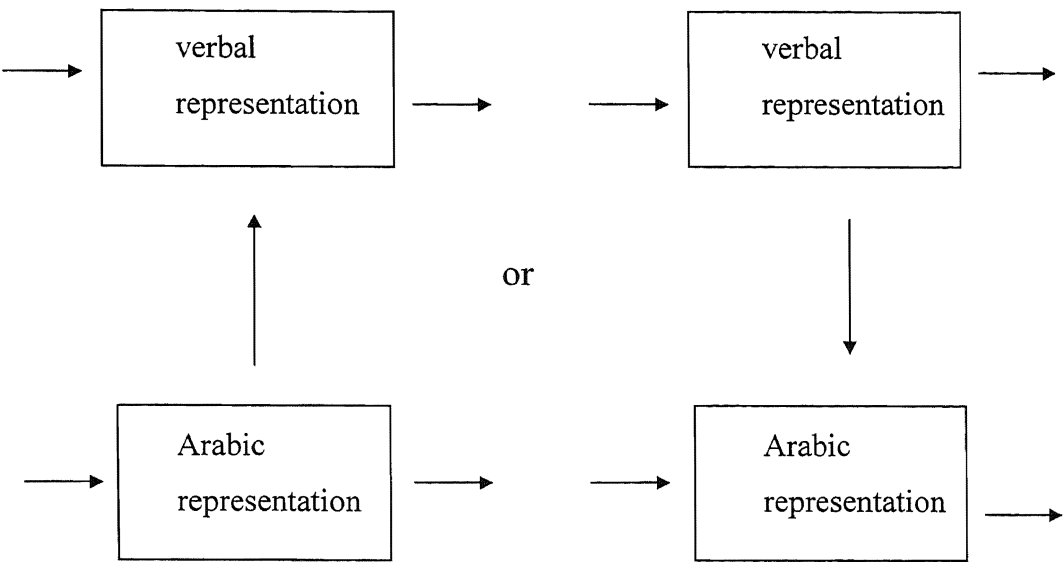 verbal
representation
verbal
representation
or
Arabic
representation
Arabic
representation